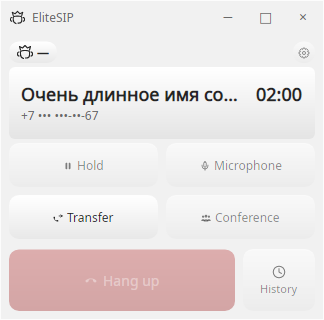 EliteSIP
—
Очень длинное имя со... 02:00
+7 ••• •••-••-67
Hold Microphone
Transfer Conference
Hang up History